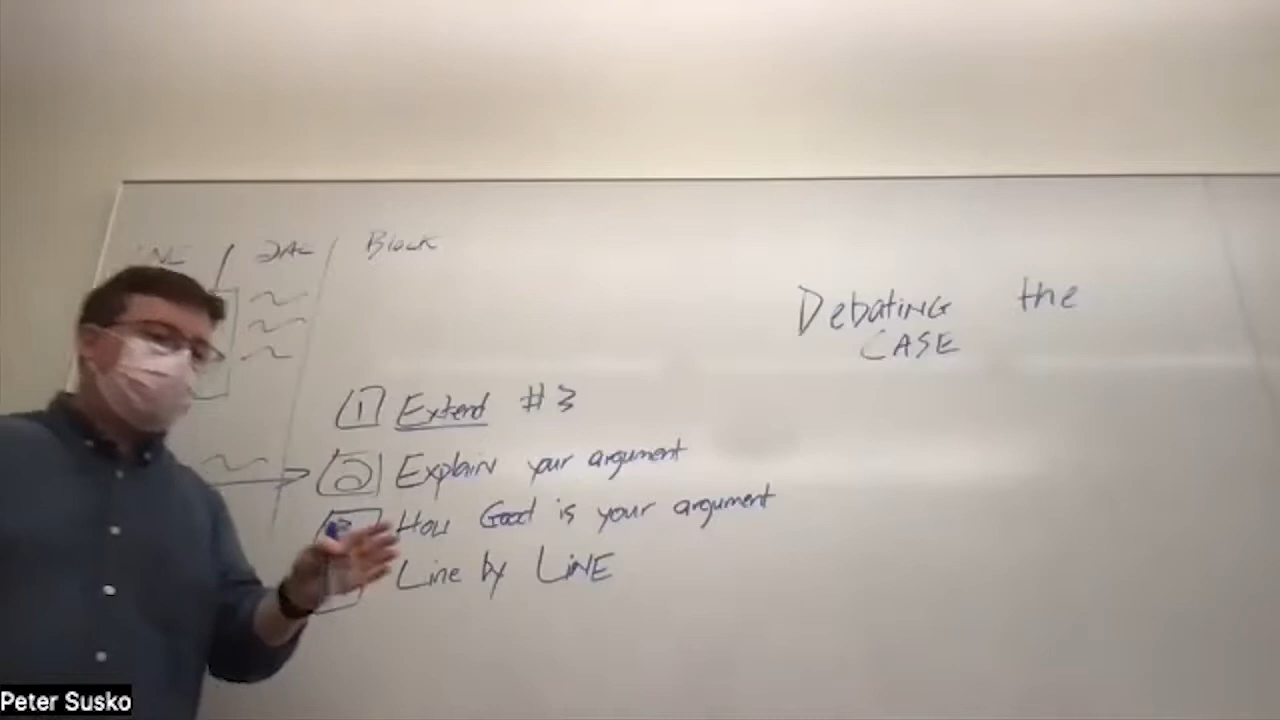 2AC Block
Debating the
CASE
1 Extend #3
2 Explain your argument
How Good is your argument
Line by Line
Peter Susko